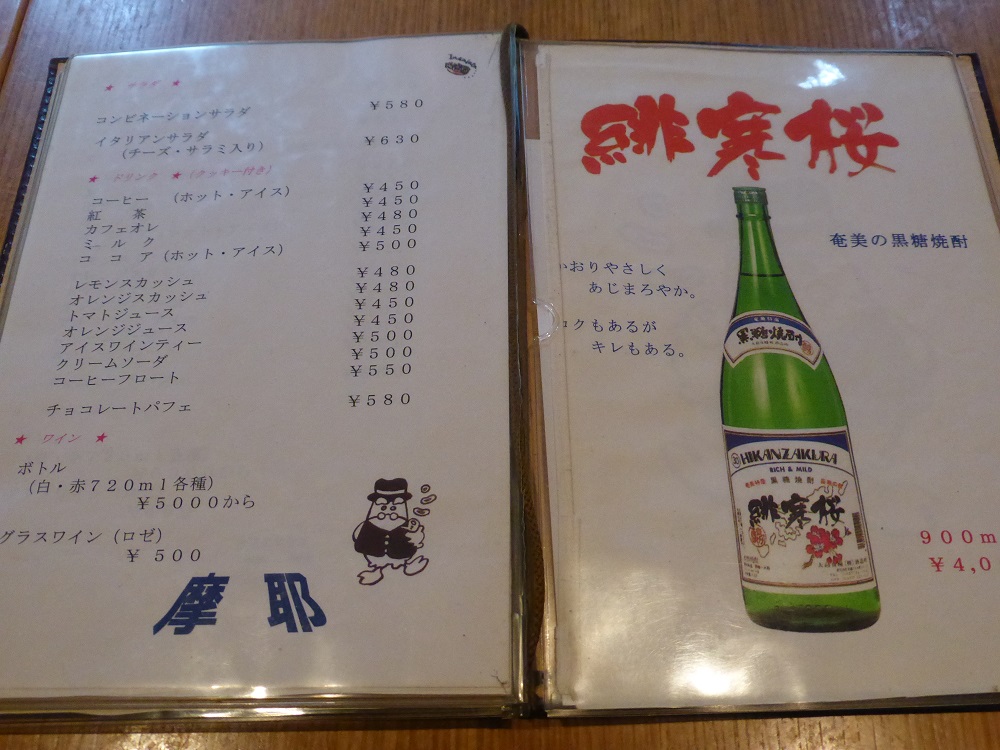 ★ サラダ ★
コンビネーションサラダ ￥５８０
イタリアンサラダ ￥６３０
（チーズ・サラミ入り）
★ ドリンク ★（クッキー付き）
コーヒー （ホット・アイス） ￥４５０
紅　茶 ￥４５０
カフェオレ ￥４８０
ミ ル ク ￥４５０
コ コ ア（ホット・アイス） ￥５００
レモンスカッシュ ￥４８０
オレンジスカッシュ ￥４８０
トマトジュース ￥４５０
オレンジジュース ￥４５０
アイスワインティー ￥５００
クリームソーダ ￥５００
コーヒーフロート ￥５５０
チョコレートパフェ ￥５８０
★ ワイン ★
ボトル
（白・赤７２０ｍｌ各種）
￥５０００から
グラスワイン（ロゼ）
￥ ５００
摩耶
緋寒桜
奄美の黒糖焼酎
かおりやさしく
あじまろやか。
コクもあるが
キレもある。
黒糖焼酎
HIKANZAKURA
RICH & MILD
黒糖焼酎
緋寒桜
９００ｍ
￥４,０